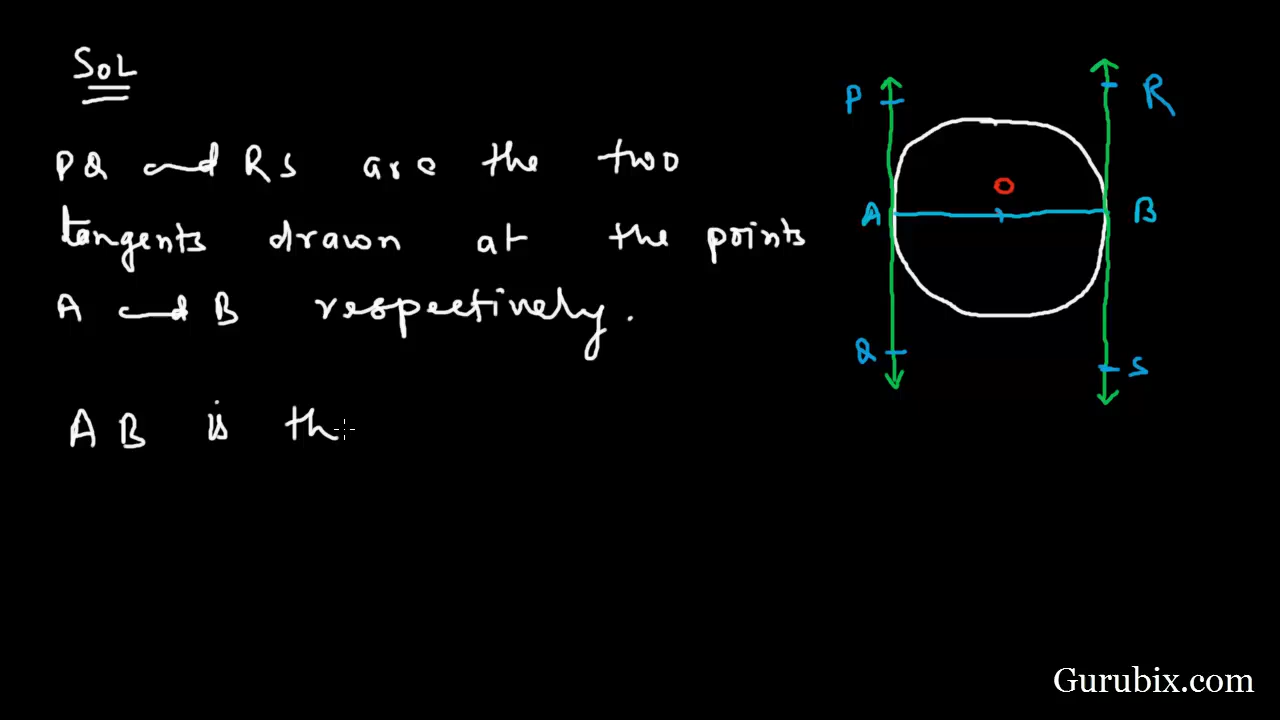 SOL
PQ and RS are the two
tangents drawn at the points
A and B respectively.
AB is th
P
R
O
A
B
Q
S
Gurubix.com